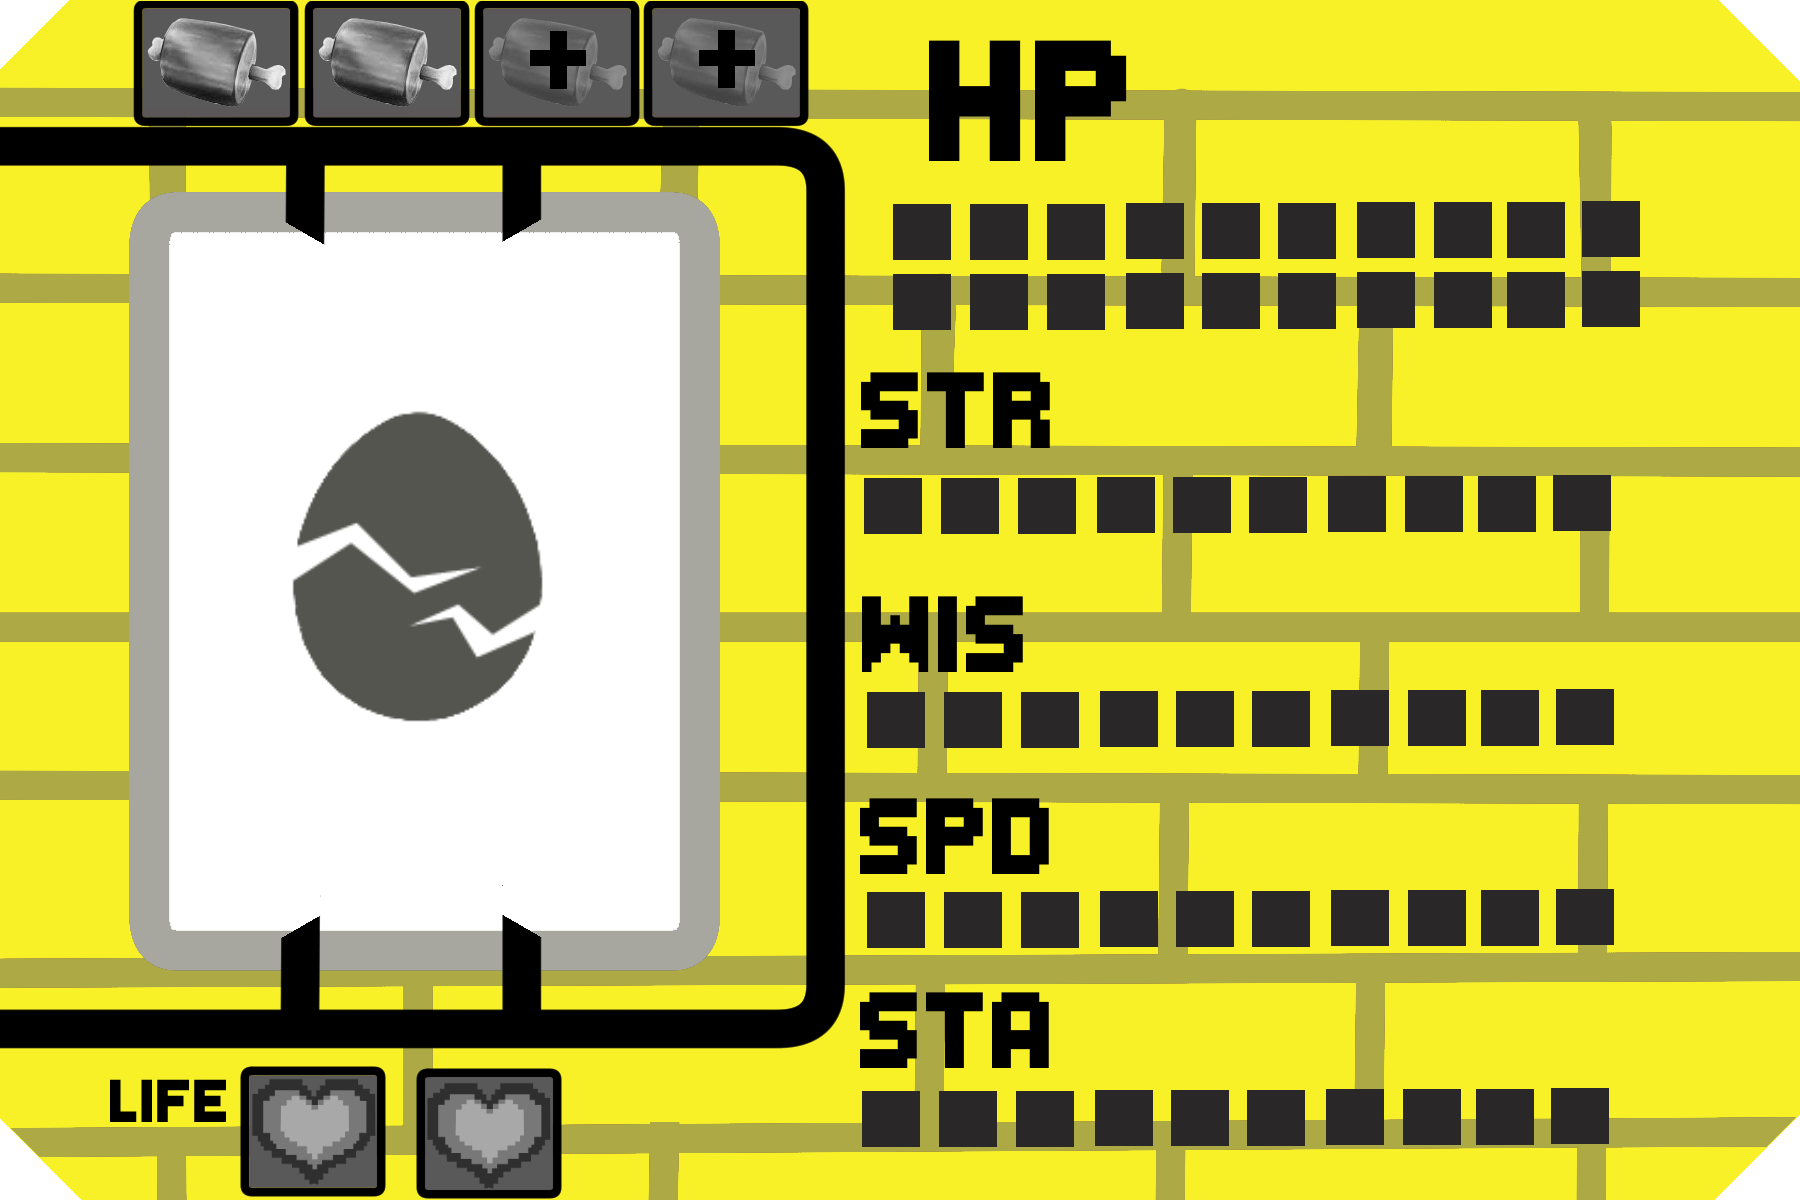 + +
HP
STR
WIS
SPD
STA
LIFE